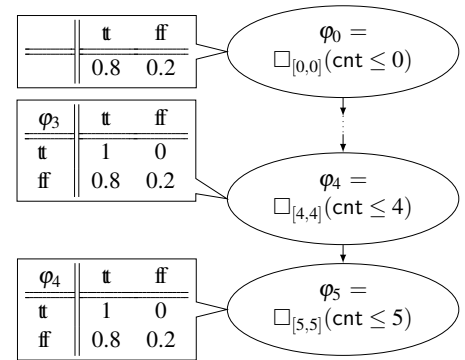 tt ff
0.8 0.2
φ₀ =
□[0,0](cnt ≤ 0)
φ₃ tt ff
tt 1 0
ff 0.8 0.2
φ₄ =
□[4,4](cnt ≤ 4)
φ₄ tt ff
tt 1 0
ff 0.8 0.2
φ₅ =
□[5,5](cnt ≤ 5)